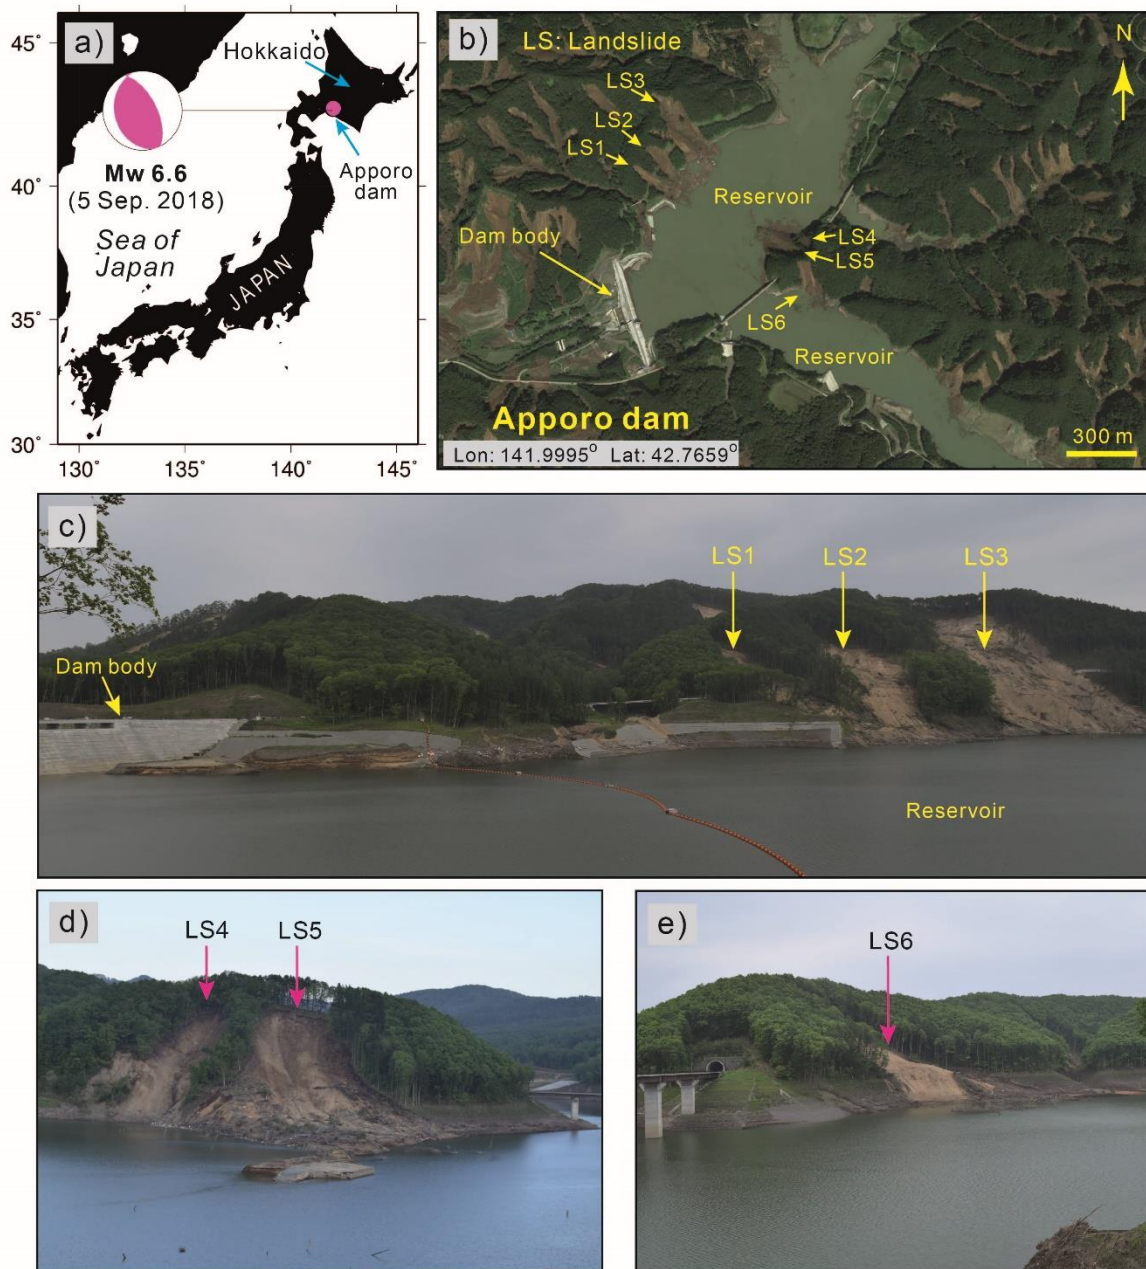 a)
45°
40°
35°
30°
130°
135°
140°
145°
Hokkaido
Apporo
dam
Mw 6.6
(5 Sep. 2018)
Sea of
Japan
JAPAN
b)
LS: Landslide
N
LS3
LS2
LS1
Reservoir
Dam body
LS4
LS5
LS6
Reservoir
Apporo dam
300 m
Lon: 141.9995° Lat: 42.7659°
c)
LS1
LS2
LS3
Dam body
Reservoir
d)
LS4
LS5
e)
LS6